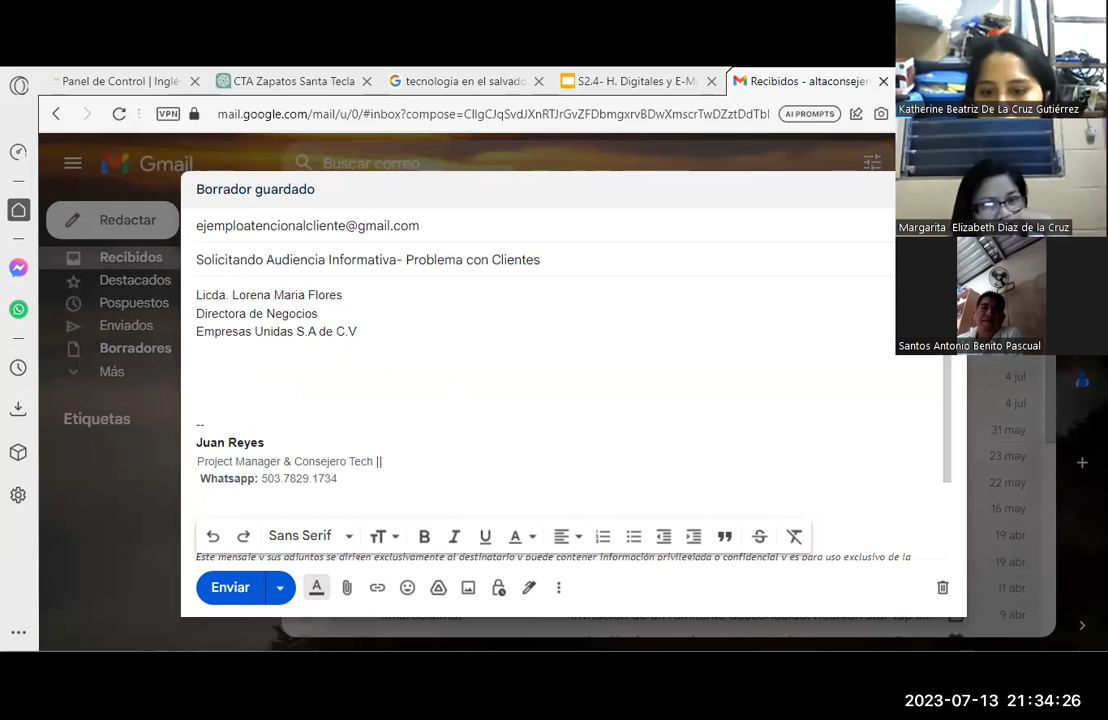 Panel de Control | Inglé
CTA Zapatos Santa Tecla
tecnologia en el salvado
S2.4- H. Digitales y E-M
Recibidos - altaconsejer
VPN
mail.google.com/mail/u/0/#inbox?compose=CllgCJqSvdJXnRTJrGvZFDbmgxrvBDwXmscrTwDZztDdTbl
AI PROMPTS
Gmail
Buscar correo
Redactar
Recibidos
Destacados
Pospuestos
Enviados
Borradores
Más
Etiquetas
Borrador guardado
ejemploatencionalcliente@gmail.com
Solicitando Audiencia Informativa- Problema con Clientes
Licda. Lorena Maria Flores
Directora de Negocios
Empresas Unidas S.A de C.V
--
Juan Reyes
Project Manager & Consejero Tech ||
Whatsapp: 503.7829.1734
Sans Serif
Este mensaje y sus adjuntos se dirigen exclusivamente al destinatario y puede contener información privilegiada o confidencial y es para uso exclusivo de la
Enviar
4 jul
4 jul
31 may
23 may
22 may
16 may
19 abr
19 abr
11 abr
9 abr
Katherine Beatriz De La Cruz Gutiérrez
Margarita Elizabeth Diaz de la Cruz
Santos Antonio Benito Pascual
2023-07-13 21:34:26